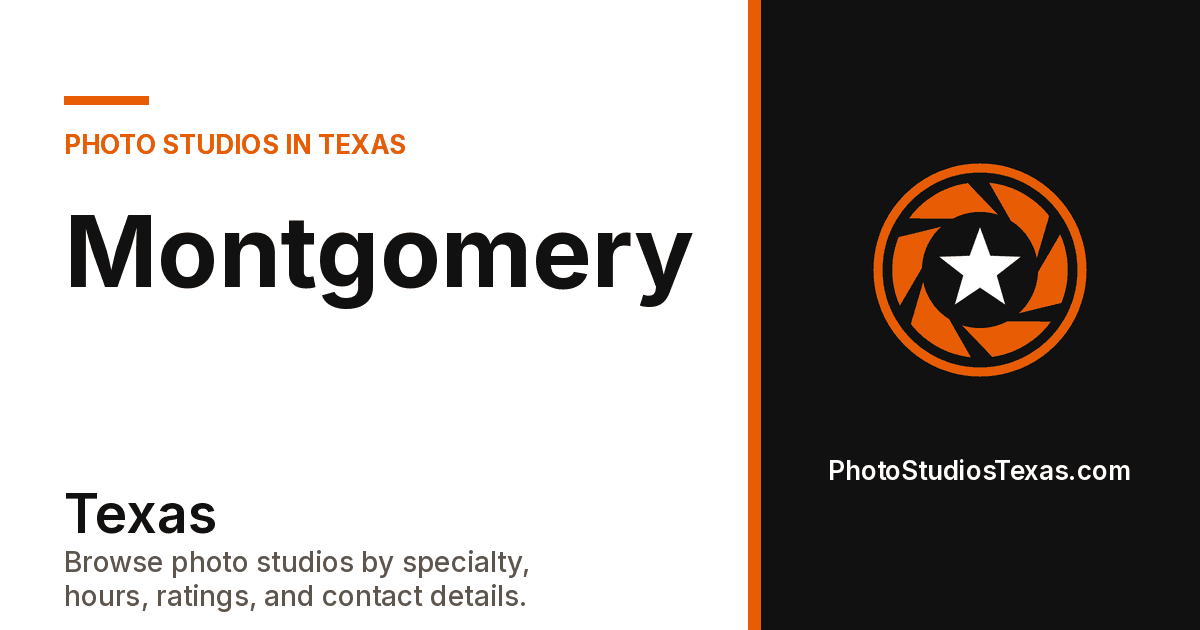 PHOTO STUDIOS IN TEXAS
Montgomery
Texas
Browse photo studios by specialty,
hours, ratings, and contact details.
PhotoStudiosTexas.com